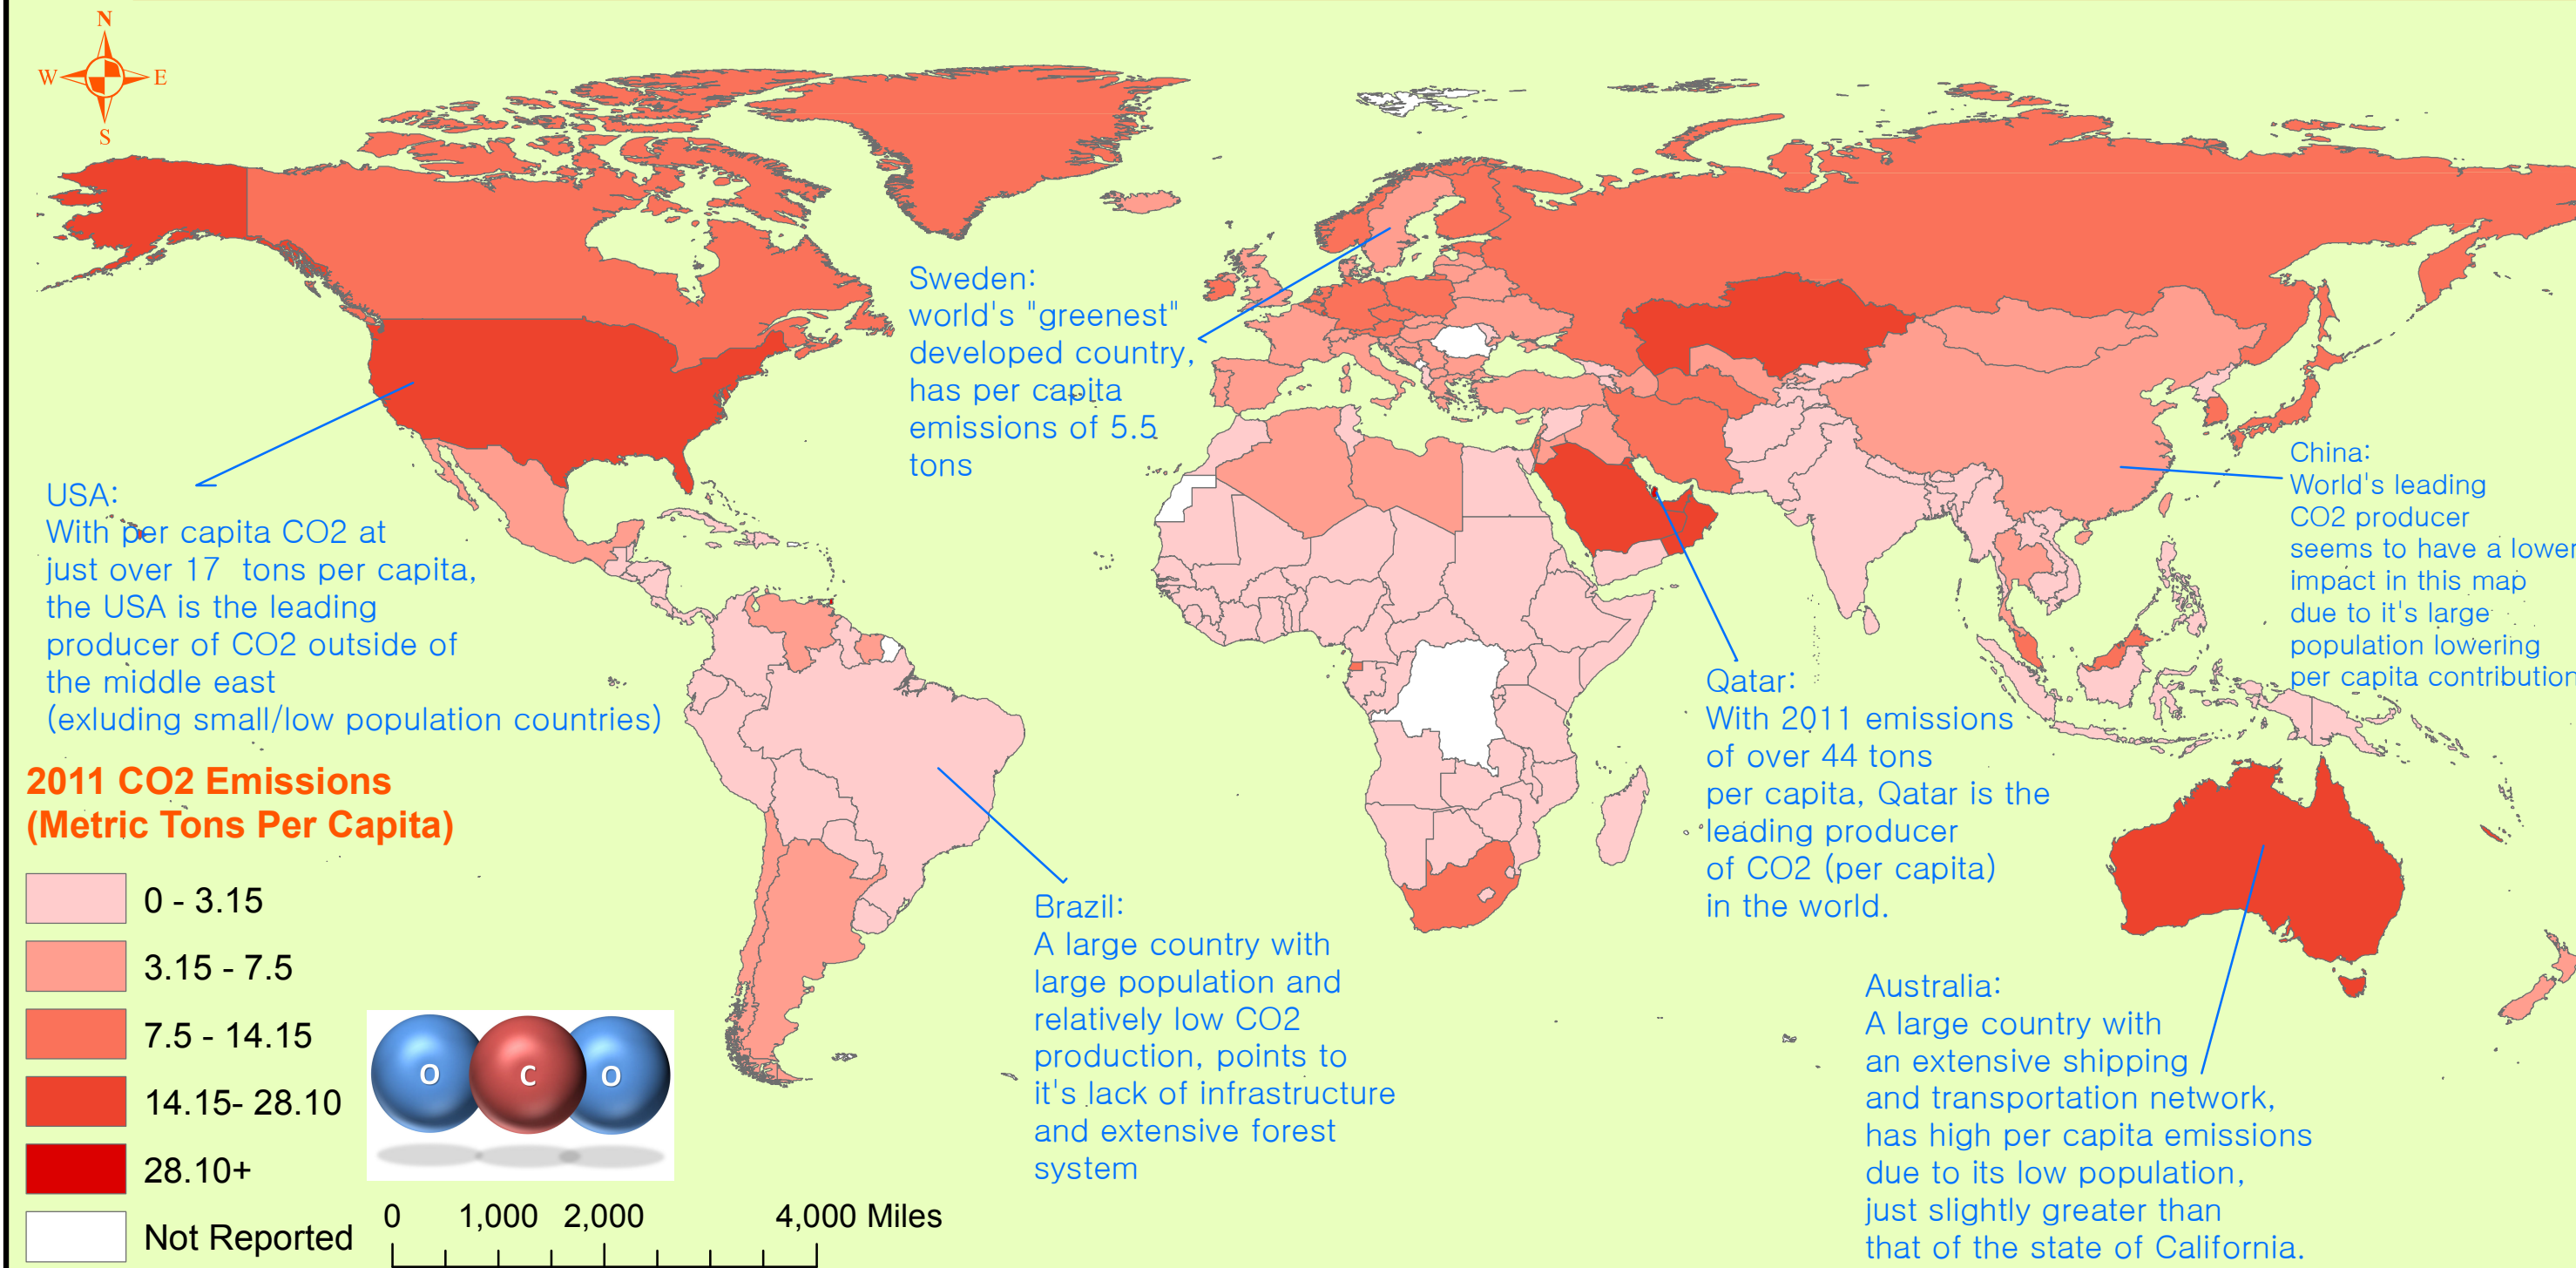 N
W E
S
Sweden:
world's "greenest"
developed country,
has per capita
emissions of 5.5
tons
USA:
With per capita CO2 at
just over 17 tons per capita,
the USA is the leading
producer of CO2 outside of
the middle east
(exluding small/low population countries)
China:
World's leading
CO2 producer
seems to have a lower
impact in this map
due to it's large
population lowering
per capita contribution
Qatar:
With 2011 emissions
of over 44 tons
per capita, Qatar is the
leading producer
of CO2 (per capita)
in the world.
Brazil:
A large country with
large population and
relatively low CO2
production, points to
it's lack of infrastructure
and extensive forest
system
Australia:
A large country with
an extensive shipping
and transportation network,
has high per capita emissions
due to its low population,
just slightly greater than
that of the state of California.
2011 CO2 Emissions
(Metric Tons Per Capita)
0 - 3.15
3.15 - 7.5
7.5 - 14.15
14.15- 28.10
28.10+
Not Reported
O C O
0 1,000 2,000 4,000 Miles